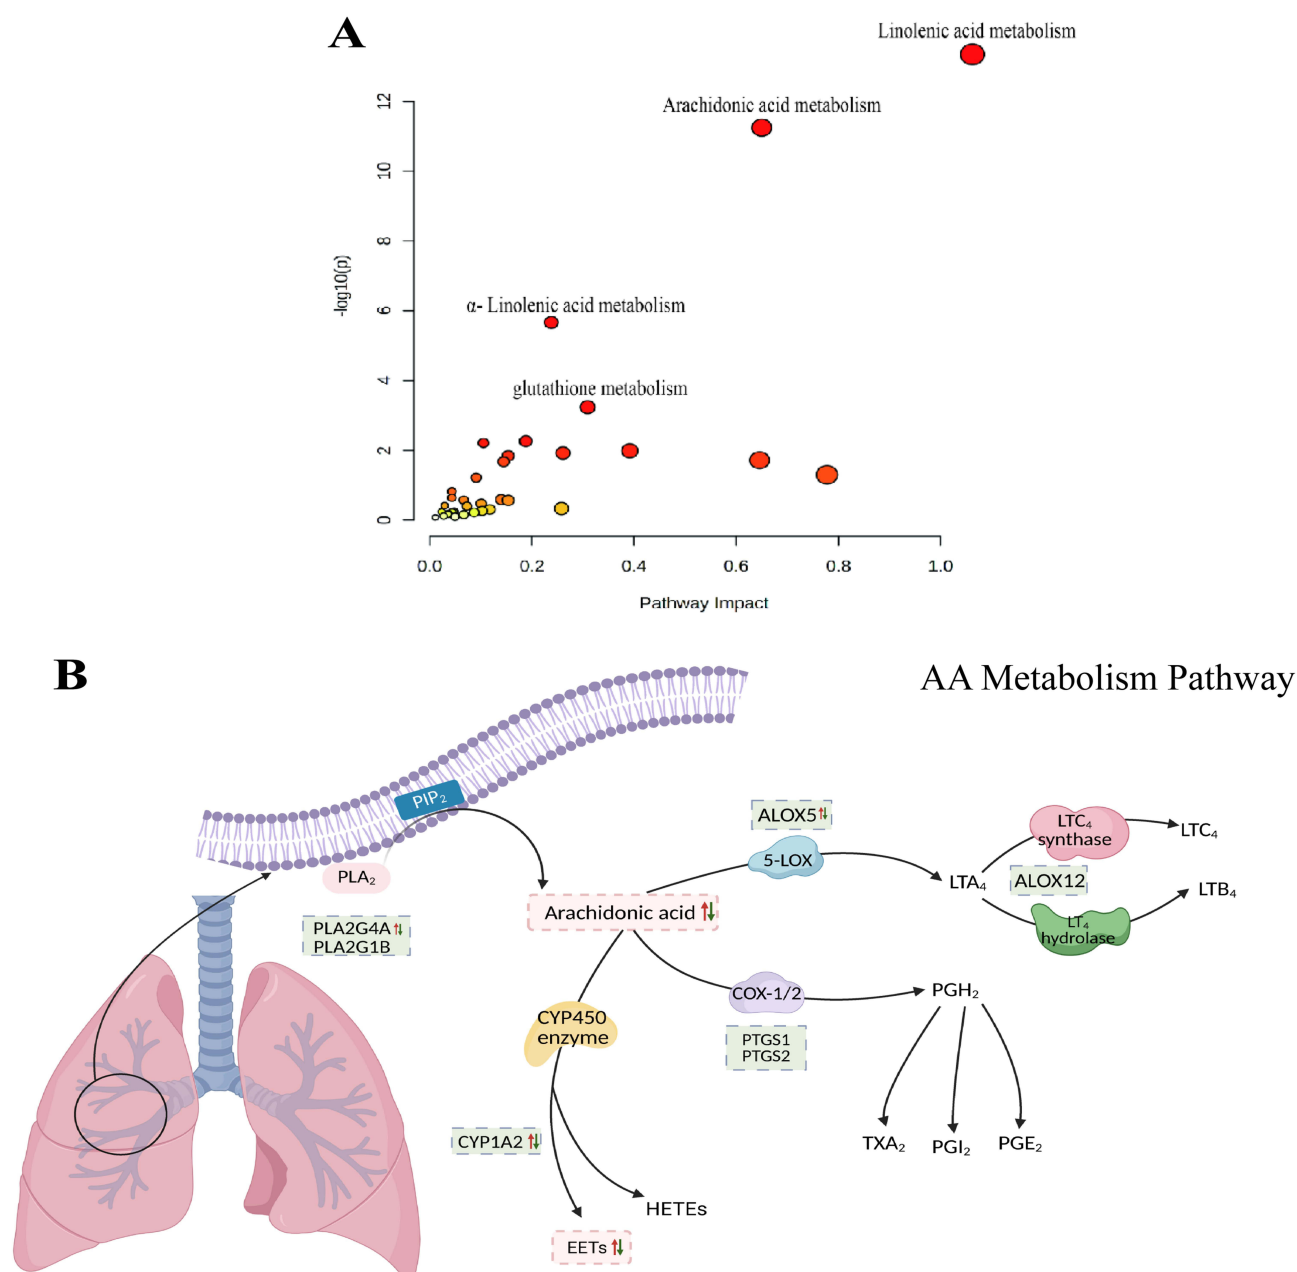 A
Linolenic acid metabolism
Arachidonic acid metabolism
α- Linolenic acid metabolism
glutathione metabolism
-log10(p)
12
10
8
6
4
2
0
0.0 0.2 0.4 0.6 0.8 1.0
Pathway Impact
B
AA Metabolism Pathway
PIP₂
PLA₂
PLA2G4A
PLA2G1B
Arachidonic acid
ALOX5
5-LOX
LTA₄
LTC₄
synthase
LTC₄
ALOX12
LT₄
hydrolase
LTB₄
COX-1/2
PTGS1
PTGS2
PGH₂
TXA₂
PGI₂
PGE₂
CYP450
enzyme
CYP1A2
HETEs
EETs